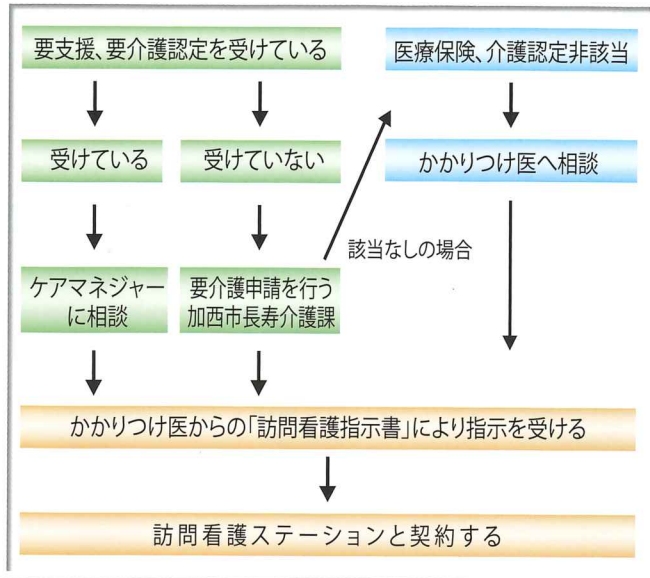 要支援、要介護認定を受けている
医療保険、介護認定非該当
受けている
受けていない
かかりつけ医へ相談
該当なしの場合
ケアマネジャー
に相談
要介護申請を行う
加西市長寿介護課
かかりつけ医からの「訪問看護指示書」により指示を受ける
訪問看護ステーションと契約する